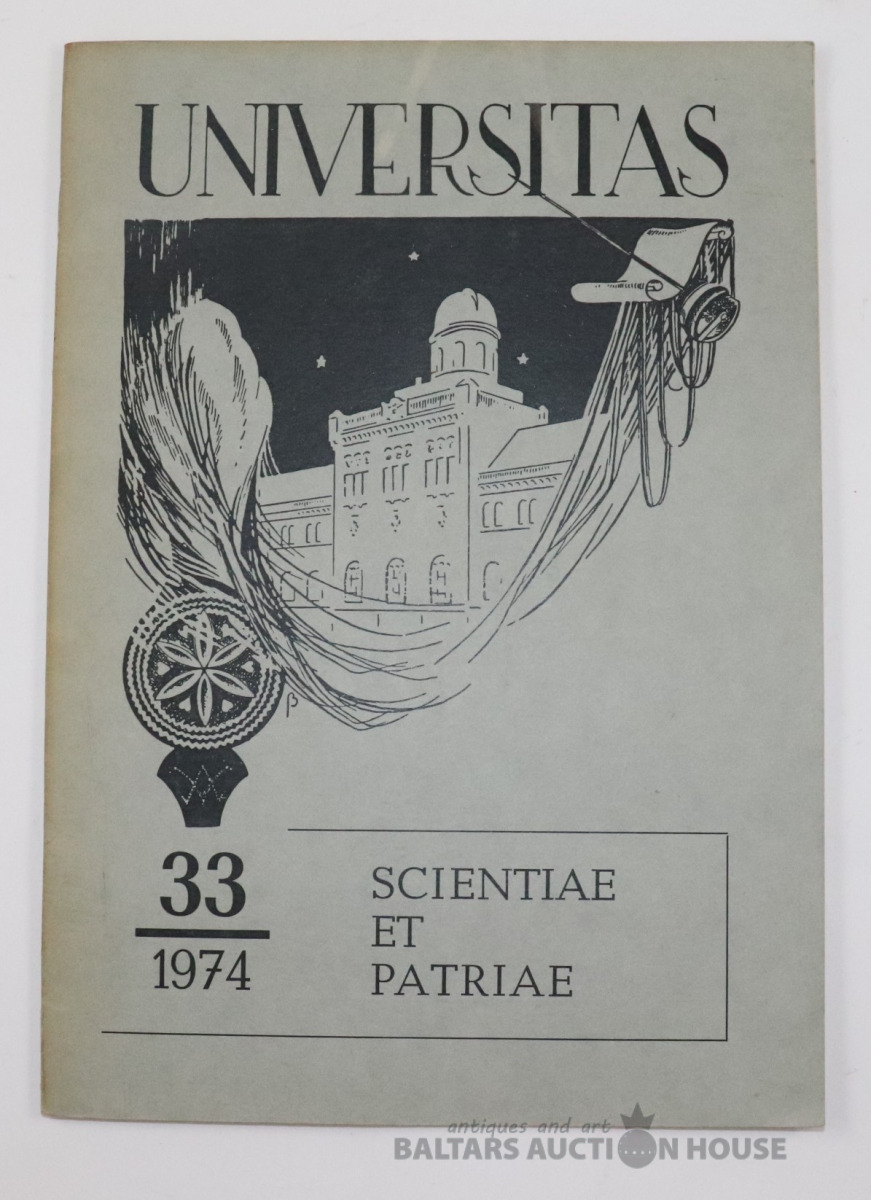 UNIVERSITAS
β
33
1974
SCIENTIAE
ET
PATRIAE
antiques and art
BALTARS AUCTION HOUSE